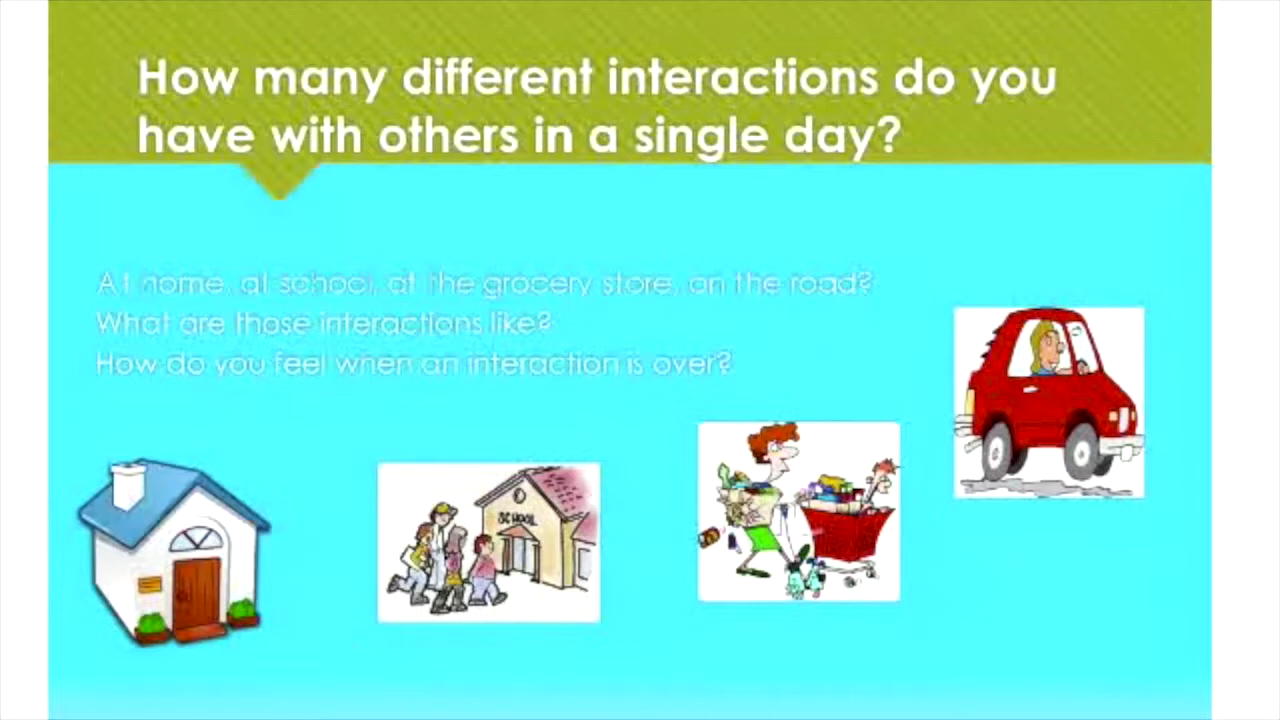 How many different interactions do you
have with others in a single day?
At home, at school, at the grocery store, on the road?
What are those interactions like?
How do you feel when an interaction is over?
SCHOOL